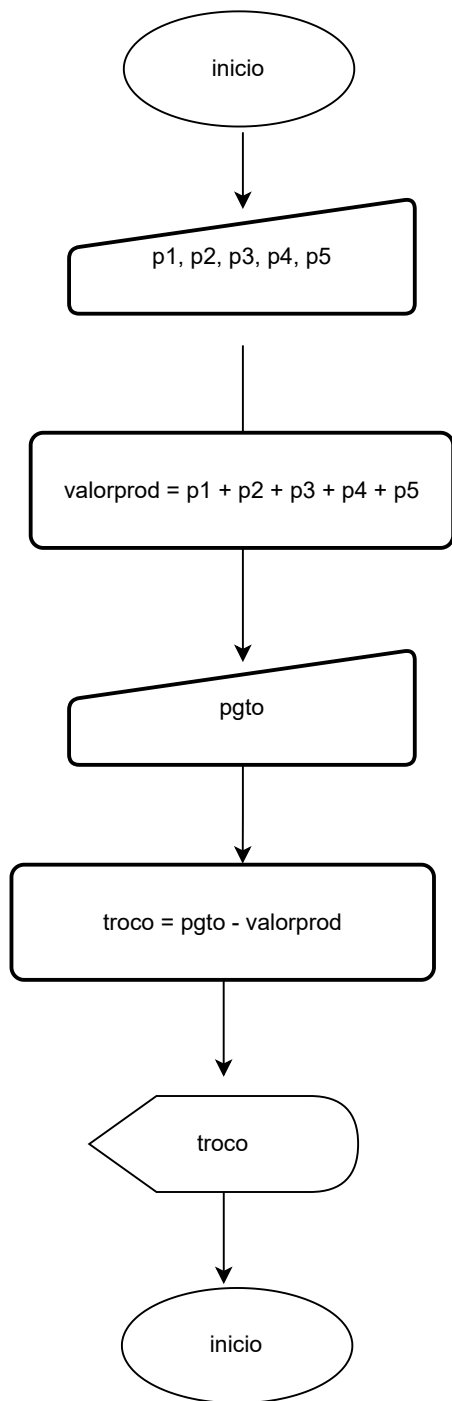 inicio
p1, p2, p3, p4, p5
valorprod = p1 + p2 + p3 + p4 + p5
pgto
troco = pgto - valorprod
troco
inicio